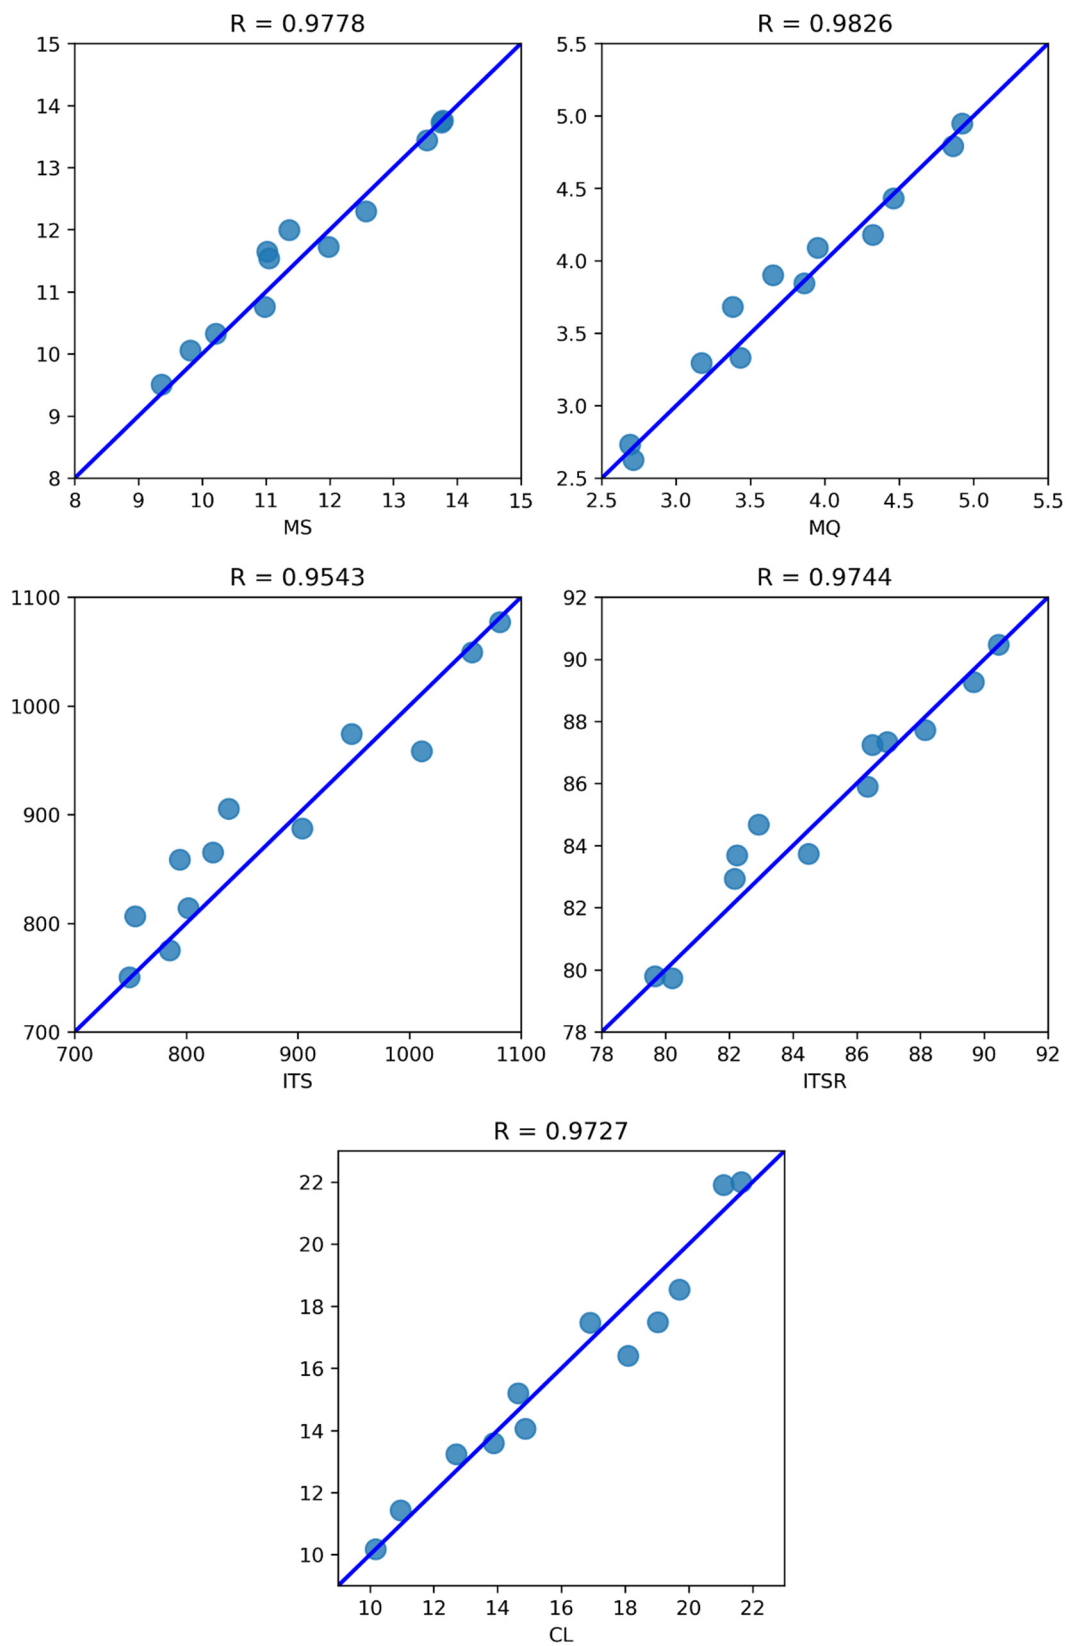 R = 0.9778
15
14
13
12
11
10
9
8
8 9 10 11 12 13 14 15
MS
R = 0.9826
5.5
5.0
4.5
4.0
3.5
3.0
2.5
2.5 3.0 3.5 4.0 4.5 5.0 5.5
MQ
R = 0.9543
1100
1000
900
800
700
700 800 900 1000 1100
ITS
R = 0.9744
92
90
88
86
84
82
80
78
78 80 82 84 86 88 90 92
ITSR
R = 0.9727
22
20
18
16
14
12
10
10 12 14 16 18 20 22
CL